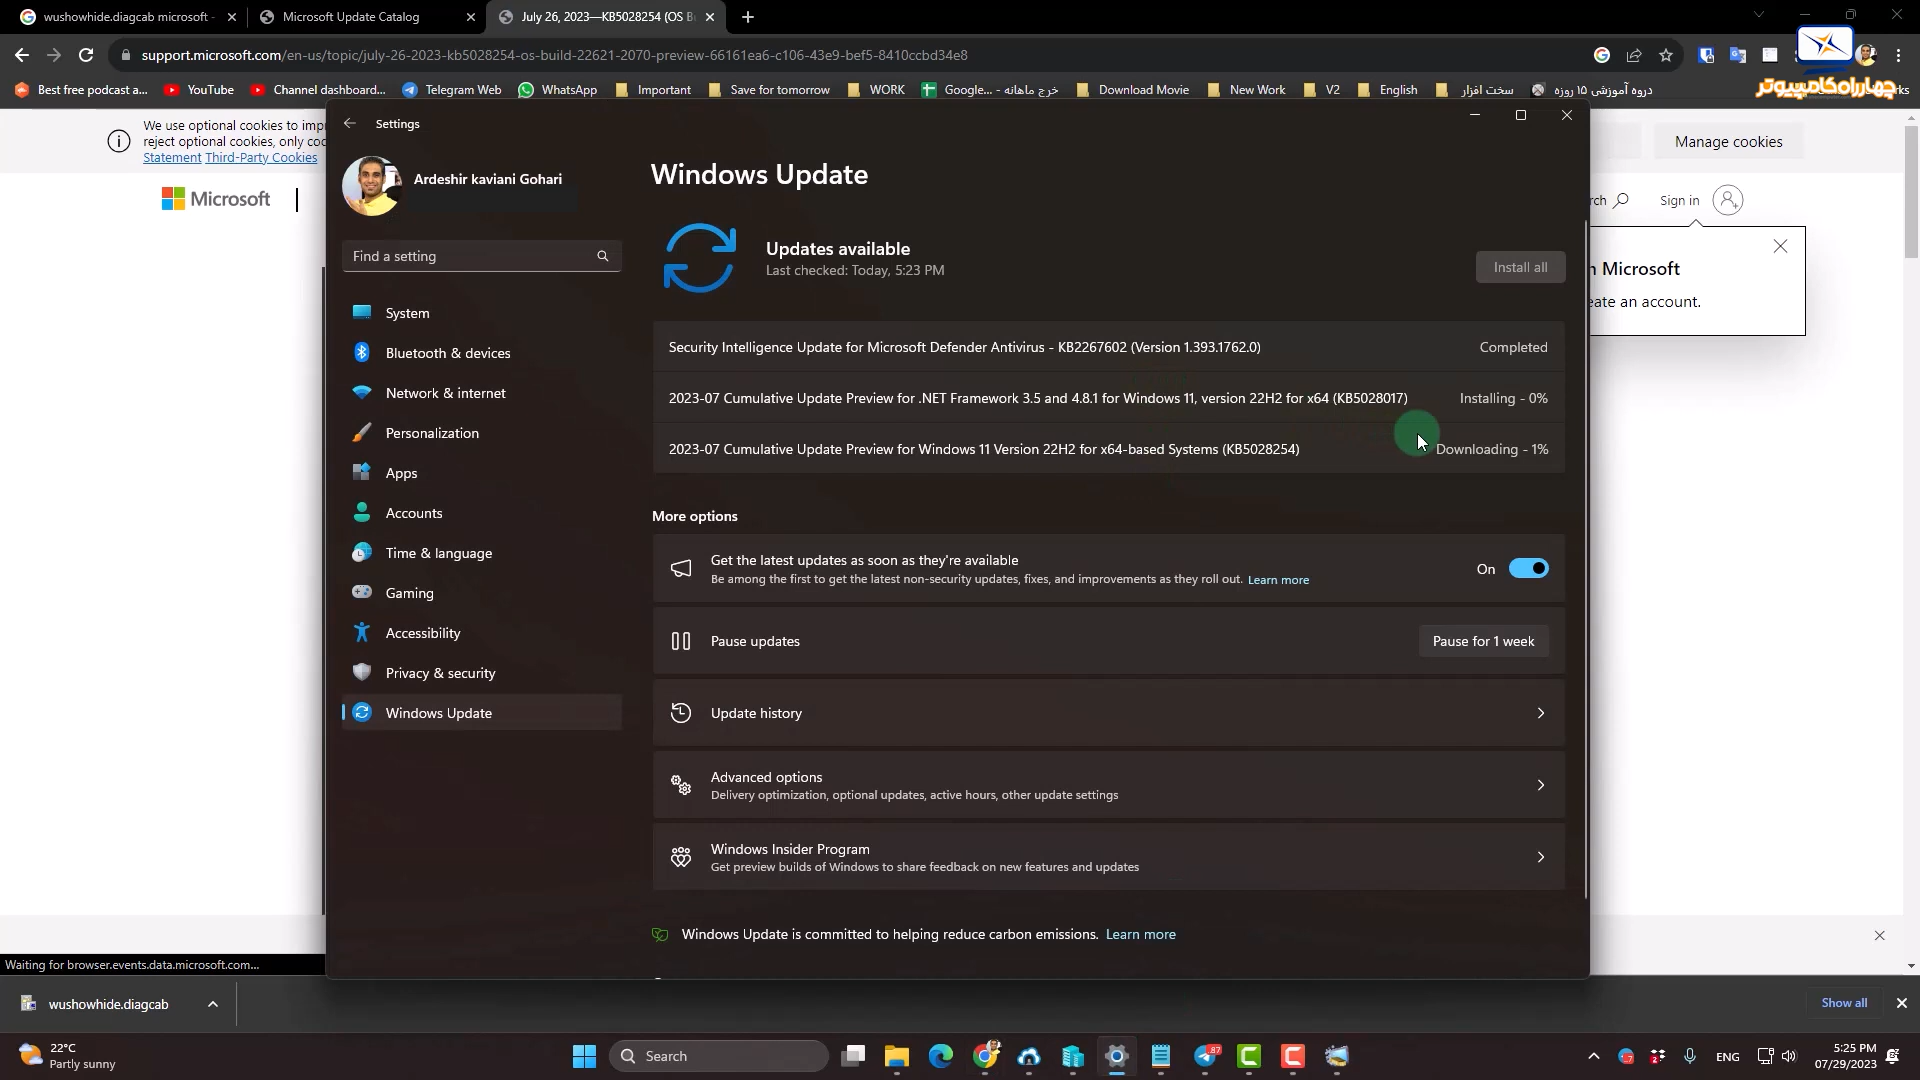 wushowhide.diagcab microsoft -
Microsoft Update Catalog
July 26, 2023—KB5028254 (OS B
support.microsoft.com/en-us/topic/july-26-2023-kb5028254-os-build-22621-2070-preview-66161ea6-c106-43e9-bef5-8410ccbd34e8
Best free podcast a...
YouTube
Channel dashboard...
Telegram Web
WhatsApp
Important
Save for tomorrow
WORK
Google... - خرج ماهانه
Download Movie
New Work
V2
English
سخت افزار
دروه آموزشی ۱۵ روزه
چهارراه کامپیوتر
We use optional cookies to imp
reject optional cookies, only coo
Statement Third-Party Cookies
Manage cookies
Microsoft
rch
Sign in
n Microsoft
eate an account.
Settings
Ardeshir kaviani Gohari
Find a setting
System
Bluetooth & devices
Network & internet
Personalization
Apps
Accounts
Time & language
Gaming
Accessibility
Privacy & security
Windows Update
Windows Update
Updates available
Last checked: Today, 5:23 PM
Install all
Security Intelligence Update for Microsoft Defender Antivirus - KB2267602 (Version 1.393.1762.0)
Completed
2023-07 Cumulative Update Preview for .NET Framework 3.5 and 4.8.1 for Windows 11, version 22H2 for x64 (KB5028017)
Installing - 0%
2023-07 Cumulative Update Preview for Windows 11 Version 22H2 for x64-based Systems (KB5028254)
Downloading - 1%
More options
Get the latest updates as soon as they're available
Be among the first to get the latest non-security updates, fixes, and improvements as they roll out. Learn more
On
Pause updates
Pause for 1 week
Update history
Advanced options
Delivery optimization, optional updates, active hours, other update settings
Windows Insider Program
Get preview builds of Windows to share feedback on new features and updates
Windows Update is committed to helping reduce carbon emissions. Learn more
Waiting for browser.events.data.microsoft.com...
wushowhide.diagcab
Show all
22°C
Partly sunny
Search
87
ENG
5:25 PM
07/29/2023